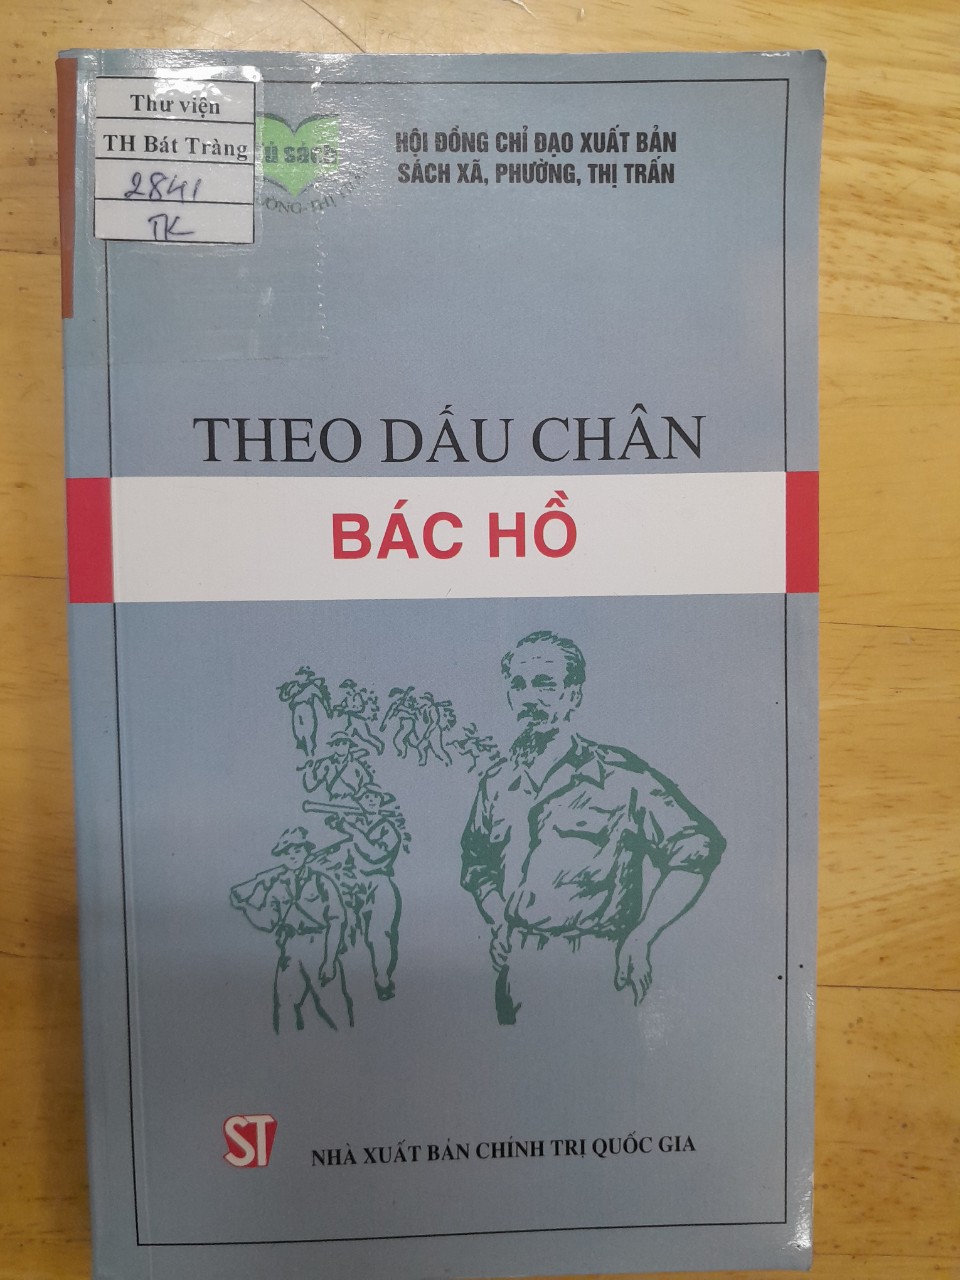 Thư viện
TH Bát Tràng
2841
TK
ủ sách
HỘI ĐỒNG CHỈ ĐẠO XUẤT BẢN
SÁCH XÃ, PHƯỜNG, THỊ TRẤN
THEO DẤU CHÂN
BÁC HỒ
ST
NHÀ XUẤT BẢN CHÍNH TRỊ QUỐC GIA